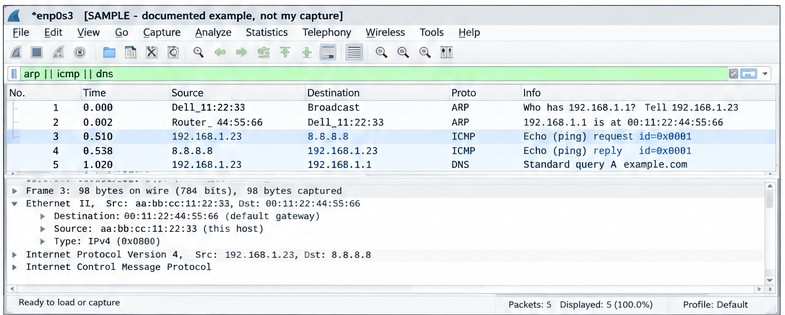 *enp0s3 [SAMPLE - documented example, not my capture]
File Edit View Go Capture Analyze Statistics Telephony Wireless Tools Help
arp || icmp || dns
No. Time Source Destination Proto Info
1 0.000 Dell_11:22:33 Broadcast ARP Who has 192.168.1.1? Tell 192.168.1.23
2 0.002 Router_ 44:55:66 Dell_11:22:33 ARP 192.168.1.1 is at 00:11:22:44:55:66
3 0.510 192.168.1.23 8.8.8.8 ICMP Echo (ping) request id=0x0001
4 0.538 8.8.8.8 192.168.1.23 ICMP Echo (ping) reply id=0x0001
5 1.020 192.168.1.23 192.168.1.1 DNS Standard query A example.com
Frame 3: 98 bytes on wire (784 bits), 98 bytes captured
Ethernet II, Src: aa:bb:cc:11:22:33, Dst: 00:11:22:44:55:66
Destination: 00:11:22:44:55:66 (default gateway)
Source: aa:bb:cc:11:22:33 (this host)
Type: IPv4 (0x0800)
Internet Protocol Version 4, Src: 192.168.1.23, Dst: 8.8.8.8
Internet Control Message Protocol
Ready to load or capture Packets: 5 Displayed: 5 (100.0%) Profile: Default